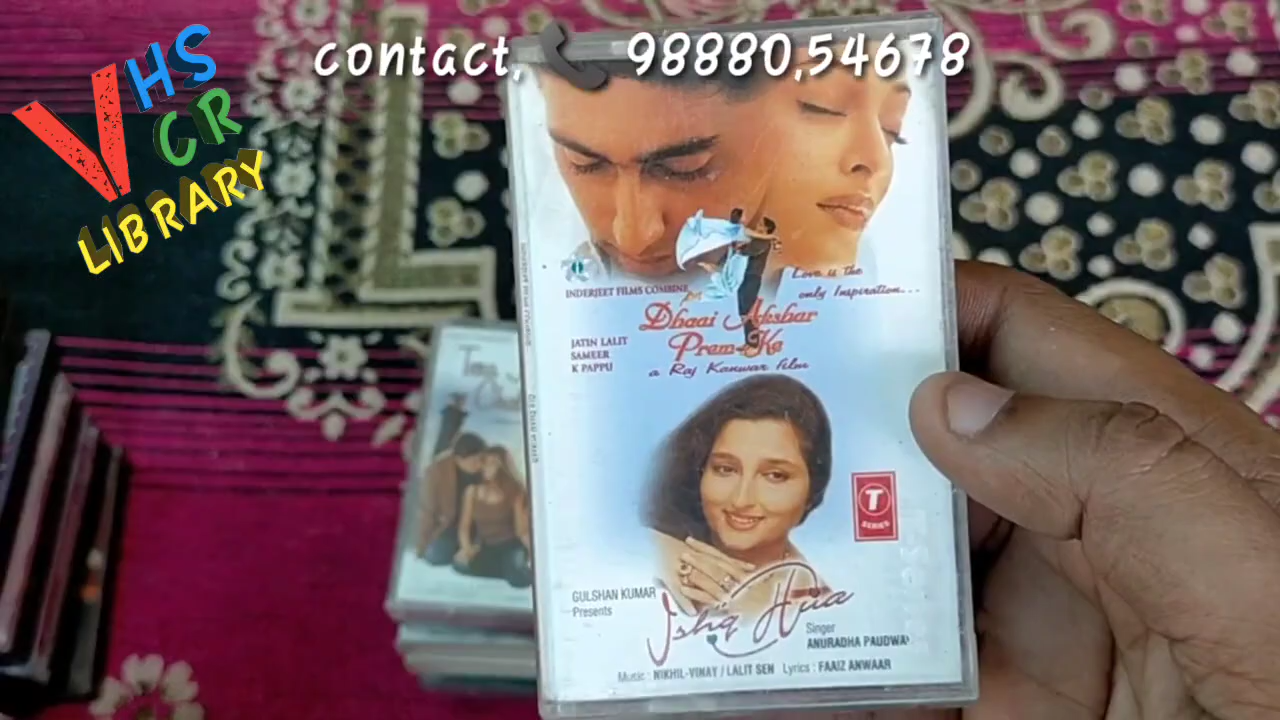 VHS
CR
LIBRARY
contact, 98880,54678
INDERJEET FILMS COMBINE
Love is the
only Inspiration...
Dhaai Akshar
Prem Ke
a Raj Kanwar film
JATIN LALIT
SAMEER
K PAPPU
T
SERIES
GULSHAN KUMAR
Presents
Ishq Hua
Singer
ANURADHA PAUDWA
Music : NIKHIL-VINAY / LALIT SEN Lyrics : FAAIZ ANWAAR